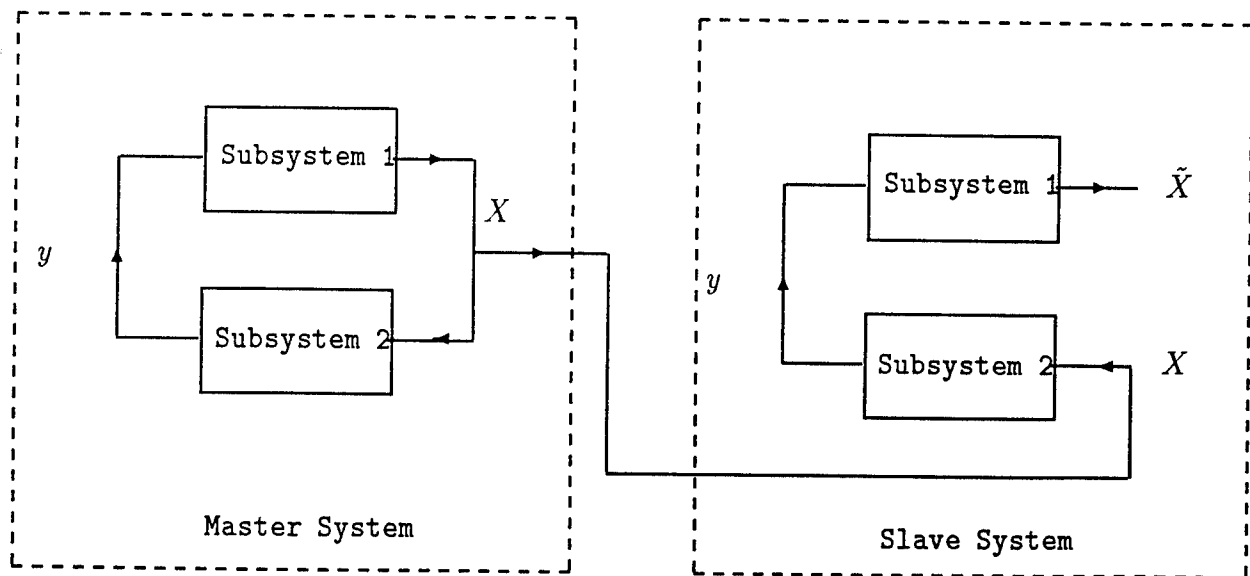 Subsystem 1
X
y
Subsystem 2
Master System
Subsystem 1
X̃
y
Subsystem 2
X
Slave System